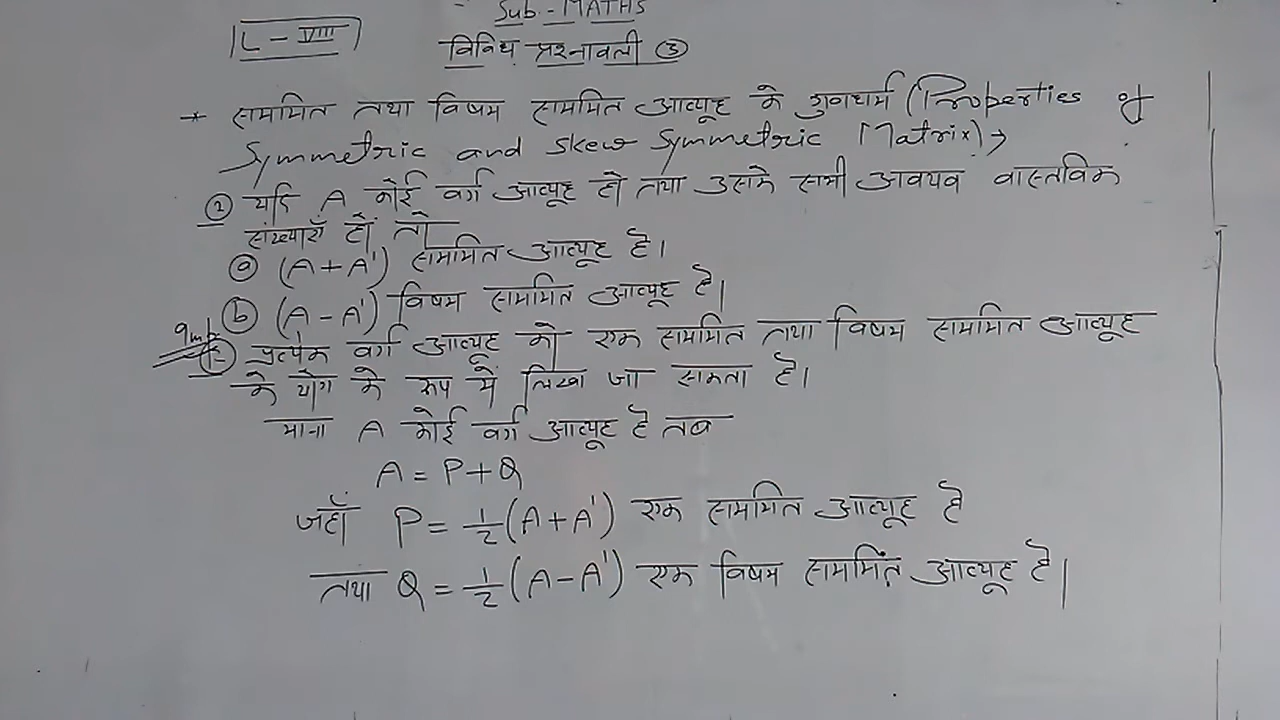 Sub.- MATHS
L - VIII
विविध प्रश्नावली ③
* सममित तथा विषम सममित आव्यूह के गुणधर्म (Properties of
Symmetric and Skew Symmetric Matrix)→
① यदि A कोई वर्ग आव्यूह हो तथा उसके सभी अवयव वास्तविक
संख्याएँ हों, तो
ⓐ (A + A') सममित आव्यूह है।
ⓑ (A - A') विषम सममित आव्यूह है।
Imp. प्रत्येक वर्ग आव्यूह को एक सममित तथा विषम सममित आव्यूह
के योग के रूप में लिखा जा सकता है।
माना A कोई वर्ग आव्यूह है तब
A = P + Q
जहाँ P = 1/2 (A + A') एक सममित आव्यूह है
तथा Q = 1/2 (A - A') एक विषम सममित आव्यूह है।